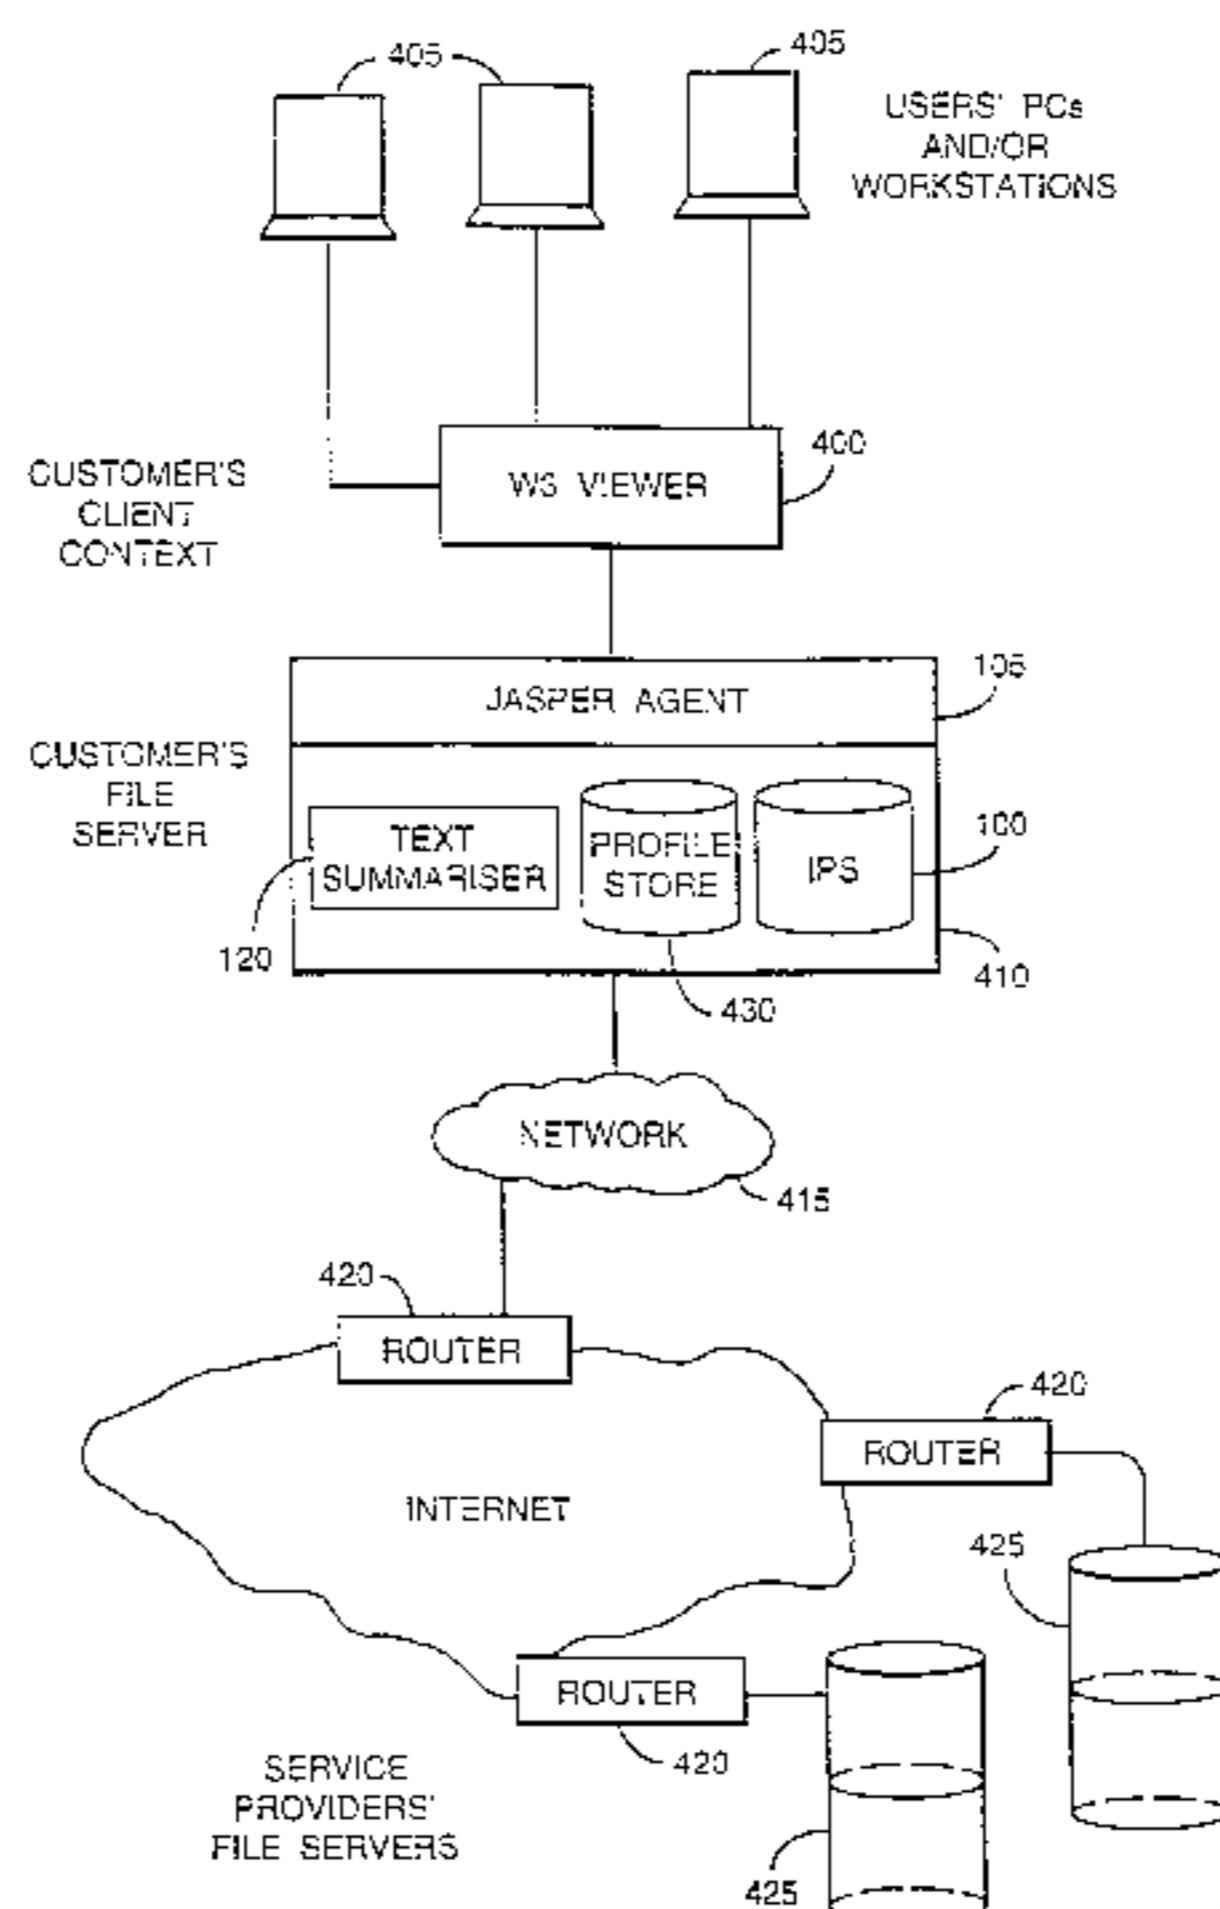 405
405
USERS' PCs
AND/OR
WORKSTATIONS
CUSTOMER'S
CLIENT
CONTEXT
W3 VIEWER
400
JASPER AGENT
105
CUSTOMER'S
FILE
SERVER
TEXT
SUMMARISER
PROFILE
STORE
IPS
100
120
410
430
NETWORK
415
420
ROUTER
420
ROUTER
INTERNET
425
ROUTER
420
SERVICE
PROVIDERS'
FILE SERVERS
425